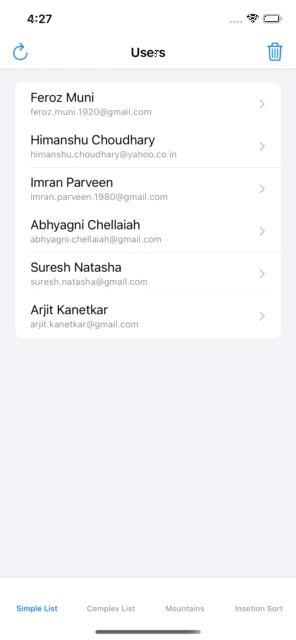 4:27
Users
Feroz Muni
feroz.muni.1920@gmail.com
Himanshu Choudhary
himanshu.choudhary@yahoo.co.in
Imran Parveen
imran.parveen.1980@gmail.com
Abhyagni Chellaiah
abhyagni.chellaiah@gmail.com
Suresh Natasha
suresh.natasha@gmail.com
Arjit Kanetkar
arjit.kanetkar@gmail.com
Simple List Complex List Mountains Insetion Sort